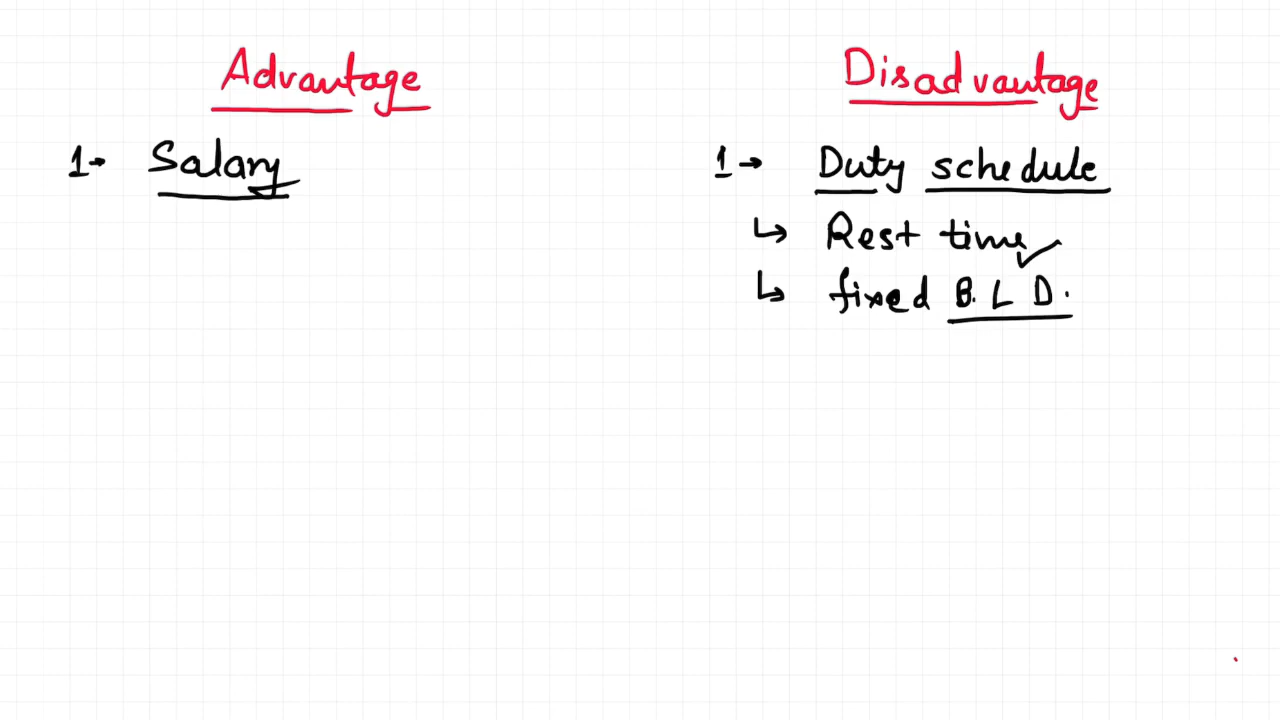 Advantage
1→ Salary
Disadvantage
1→ Duty schedule
↳ Rest time ✓
↳ fixed B. L D.